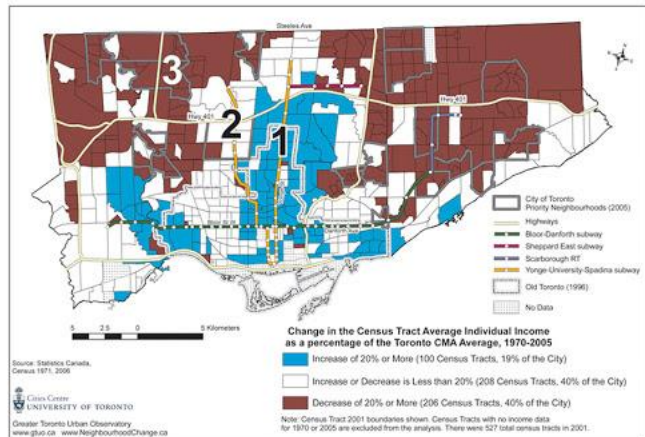 Steeles Ave
3
Hwy 401
2
1
Hwy 401
Bloor St W
Danforth Ave
City of Toronto
Priority Neighbourhoods (2005)
Highways
Bloor-Danforth subway
Sheppard East subway
Scarborough RT
Yonge-University-Spadina subway
Old Toronto (1996)
No Data
5 2.5 0 5 Kilometers
Change in the Census Tract Average Individual Income
as a percentage of the Toronto CMA Average, 1970-2005
Increase of 20% or More (100 Census Tracts, 19% of the City)
Increase or Decrease is Less than 20% (208 Census Tracts, 40% of the City)
Decrease of 20% or More (206 Census Tracts, 40% of the City)
Note: Census Tract 2001 boundaries shown. Census Tracts with no income data
for 1970 or 2005 are excluded from the analysis. There were 527 total census tracts in 2001.
Source: Statistics Canada,
Census 1971, 2006
Cities Centre
UNIVERSITY OF TORONTO
Greater Toronto Urban Observatory
www.gtuo.ca www.NeighbourhoodChange.ca